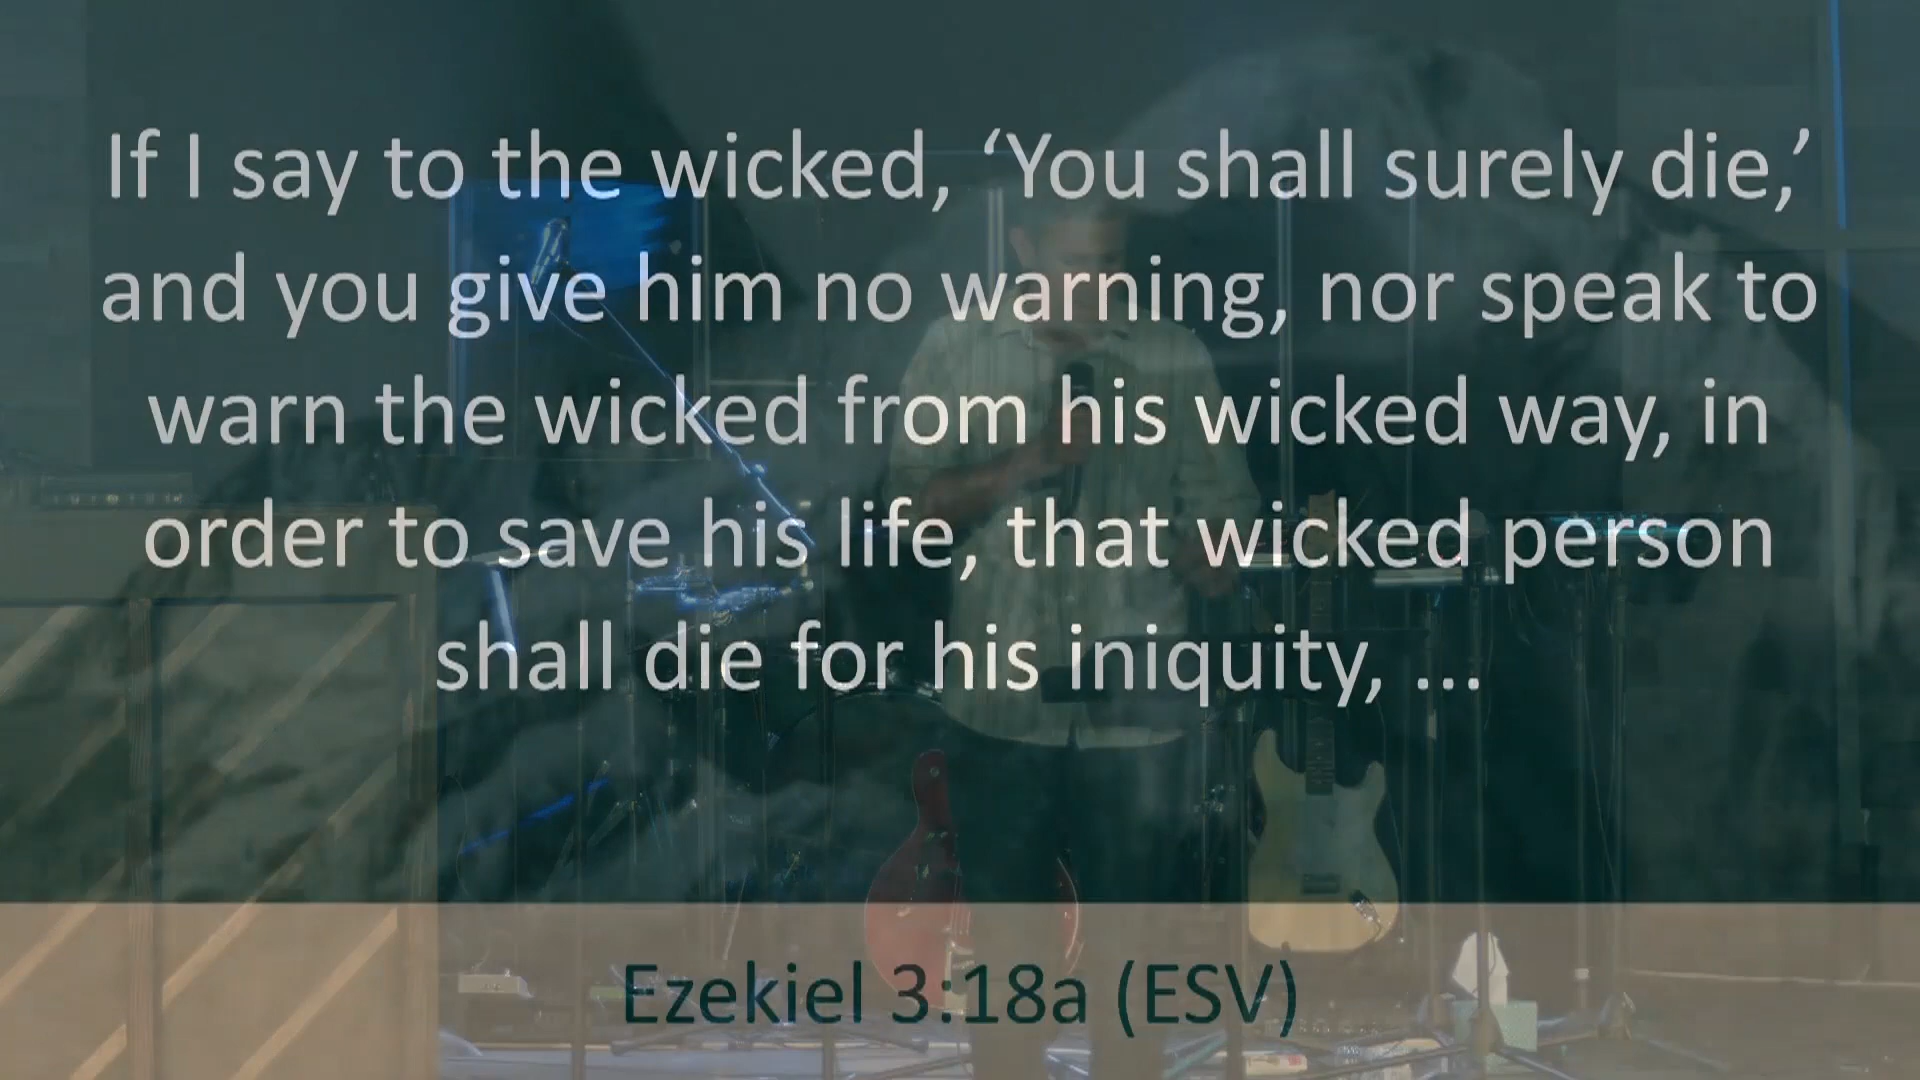 If I say to the wicked, ‘You shall surely die,’
and you give him no warning, nor speak to
warn the wicked from his wicked way, in
order to save his life, that wicked person
shall die for his iniquity, ...
Ezekiel 3:18a (ESV)